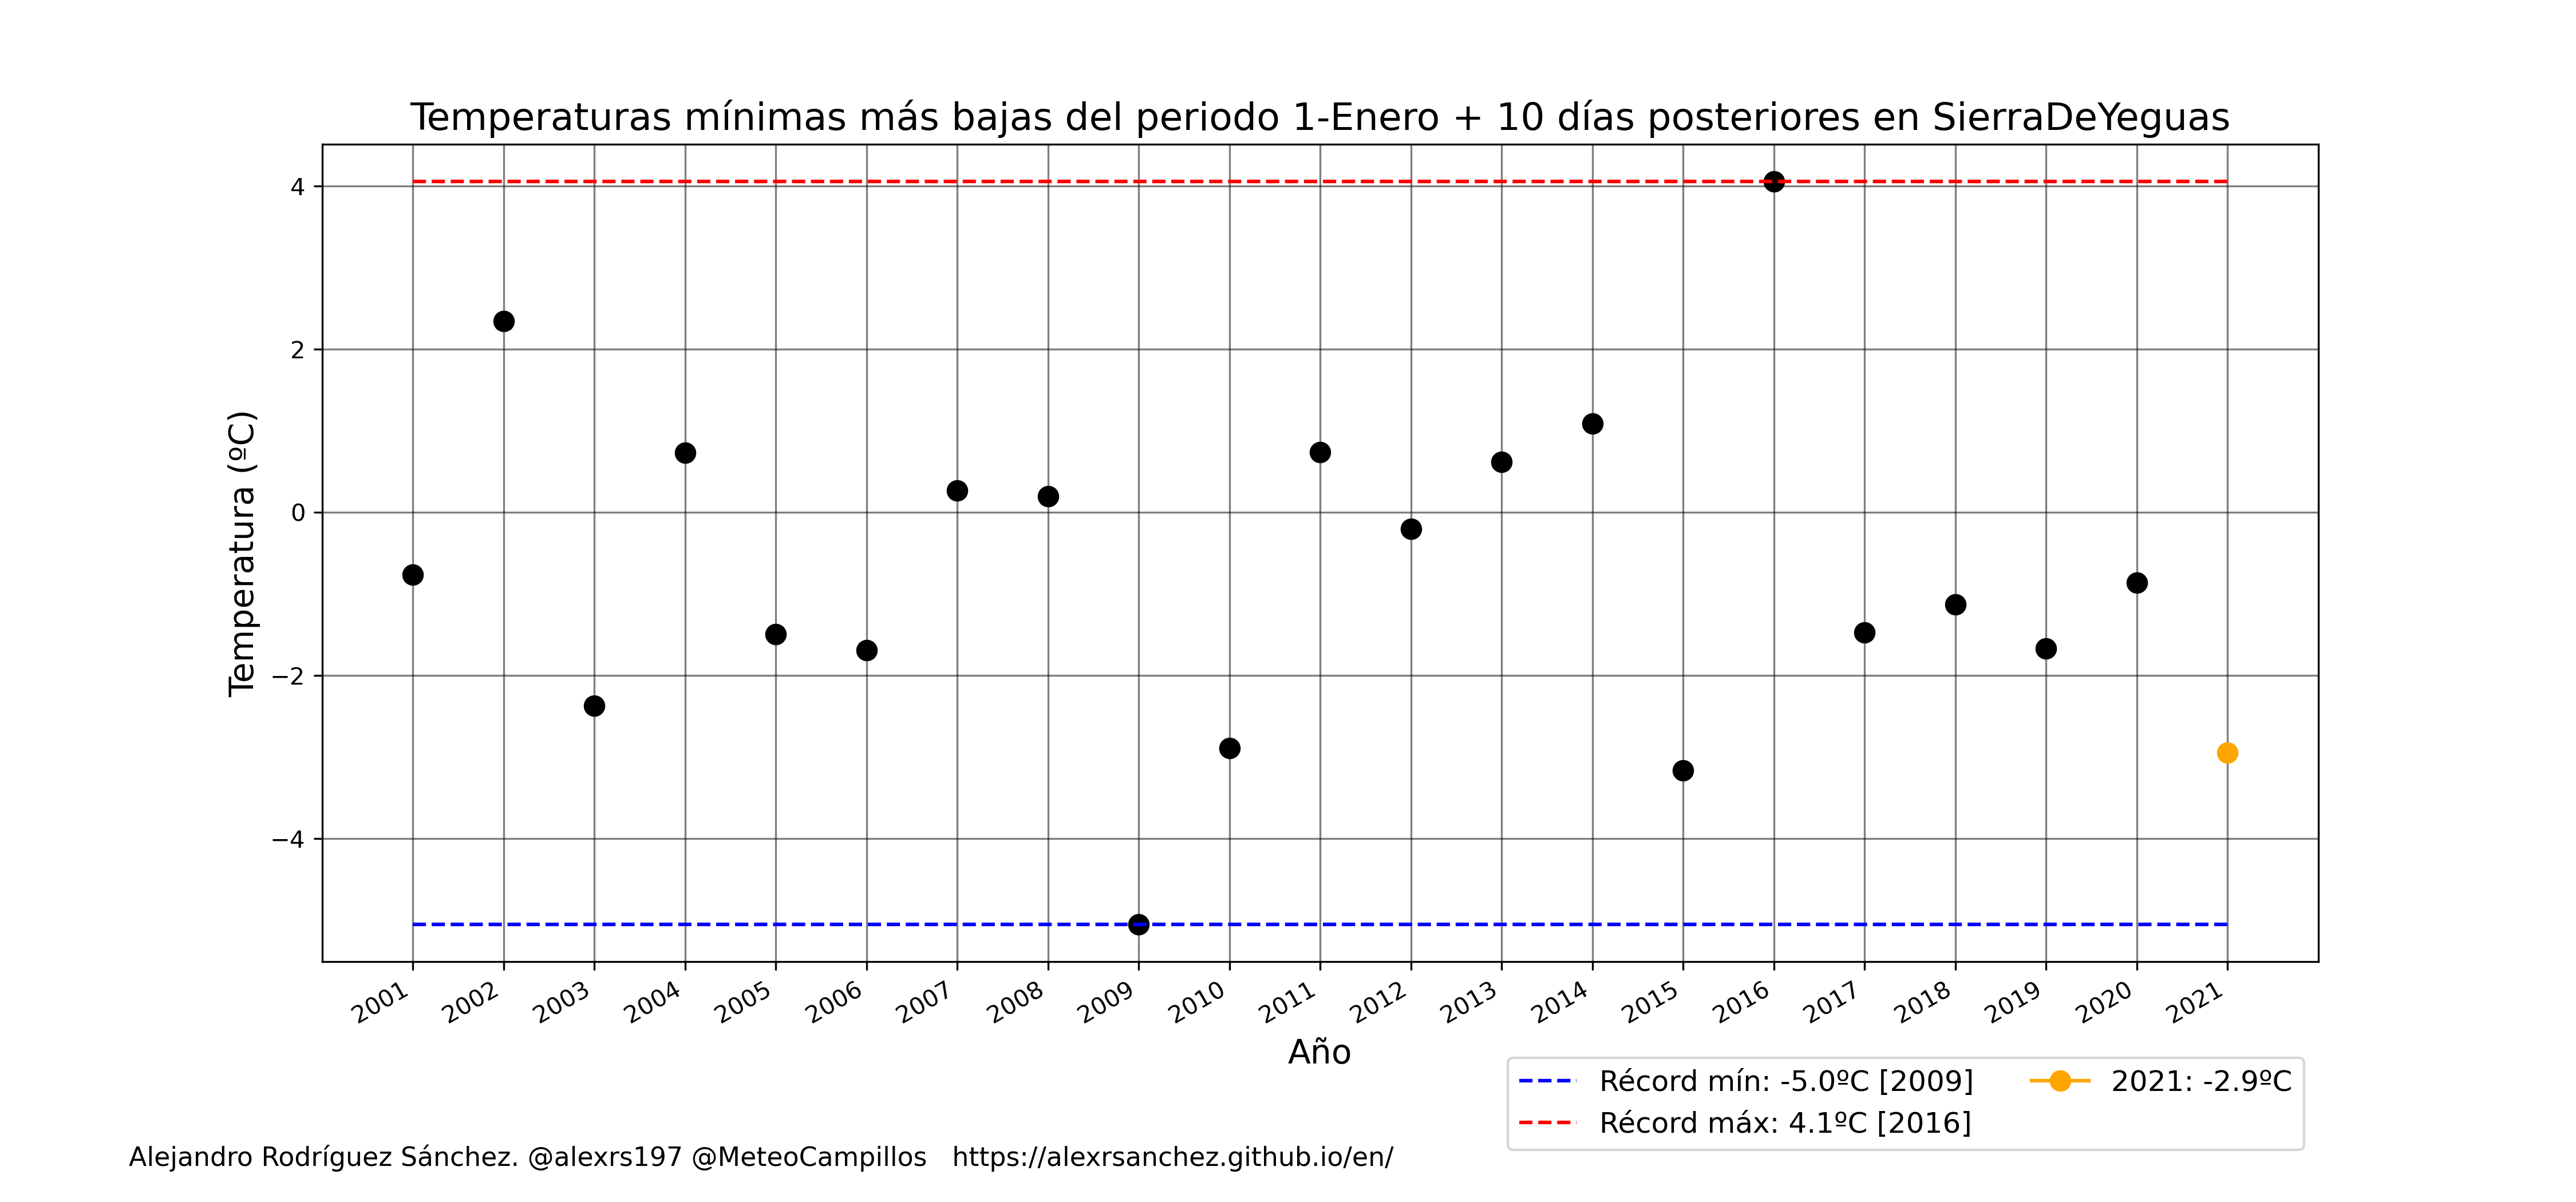 Temperaturas mínimas más bajas del periodo 1-Enero + 10 días posteriores en SierraDeYeguas
Temperatura (ºC)
4
2
0
−2
−4
2001 2002 2003 2004 2005 2006 2007 2008 2009 2010 2011 2012 2013 2014 2015 2016 2017 2018 2019 2020 2021
Año
Récord mín: -5.0ºC [2009]
Récord máx: 4.1ºC [2016]
2021: -2.9ºC
Alejandro Rodríguez Sánchez. @alexrs197 @MeteoCampillos https://alexrsanchez.github.io/en/